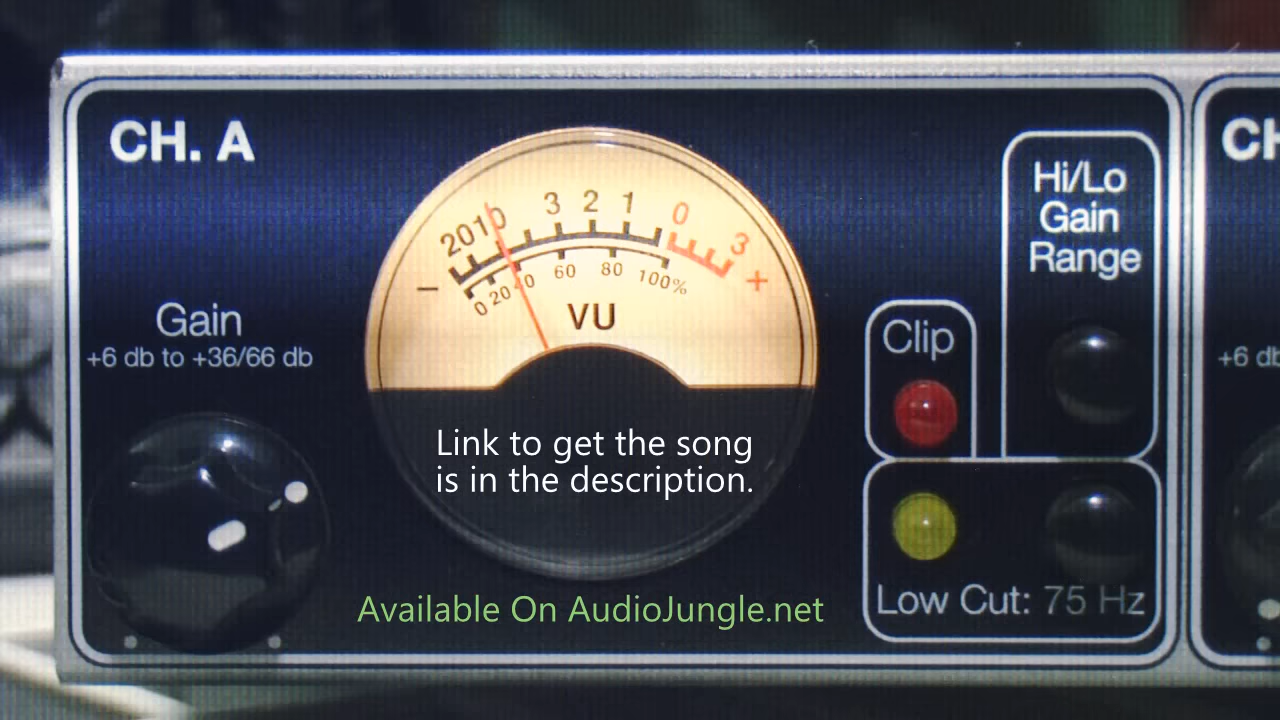 CH. A
CH
Hi/Lo
Gain
Range
3 2 1 0
20 10 3
- +
0 20 40 60 80 100%
VU
Clip
Gain
+6 db to +36/66 db
+6 db
Link to get the song
is in the description.
Low Cut: 75 Hz
Available On AudioJungle.net